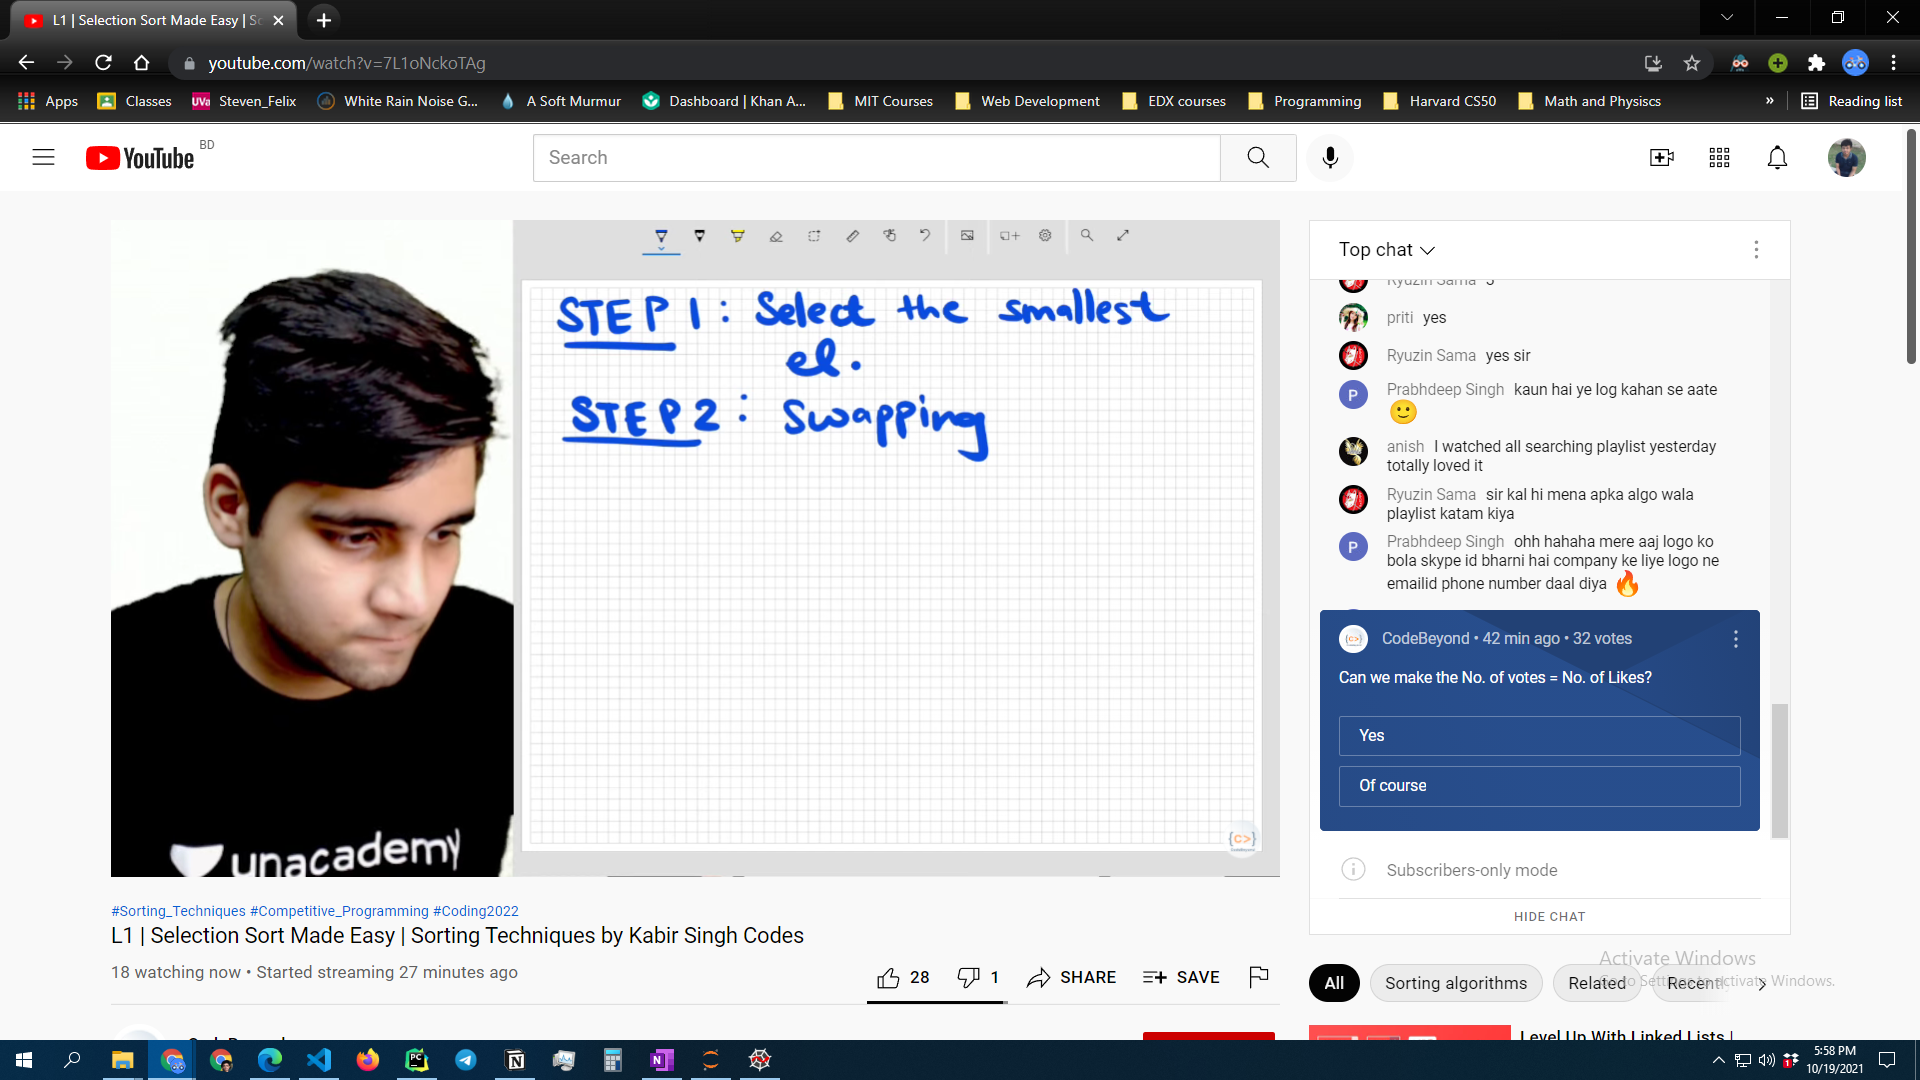 L1 | Selection Sort Made Easy | So
youtube.com/watch?v=7L1oNckoTAg
Apps
Classes
Steven_Felix
White Rain Noise G...
A Soft Murmur
Dashboard | Khan A...
MIT Courses
Web Development
EDX courses
Programming
Harvard CS50
Math and Physiscs
»
Reading list
YouTube BD
Search
STEP 1 : Select the smallest
el.
STEP 2 : Swapping
unacademy
Top chat
Ryuzin Sama 3
priti yes
Ryuzin Sama yes sir
Prabhdeep Singh kaun hai ye log kahan se aate
🙂
anish I watched all searching playlist yesterday
totally loved it
Ryuzin Sama sir kal hi mena apka algo wala
playlist katam kiya
Prabhdeep Singh ohh hahaha mere aaj logo ko
bola skype id bharni hai company ke liye logo ne
emailid phone number daal diya 🔥
CodeBeyond • 42 min ago • 32 votes
Can we make the No. of votes = No. of Likes?
Yes
Of course
Subscribers-only mode
HIDE CHAT
#Sorting_Techniques #Competitive_Programming #Coding2022
L1 | Selection Sort Made Easy | Sorting Techniques by Kabir Singh Codes
18 watching now • Started streaming 27 minutes ago
28
1
SHARE
SAVE
Activate Windows
Go to Settings to activate Windows.
All
Sorting algorithms
Related
Level Up With Linked Lists |
5:58 PM
10/19/2021